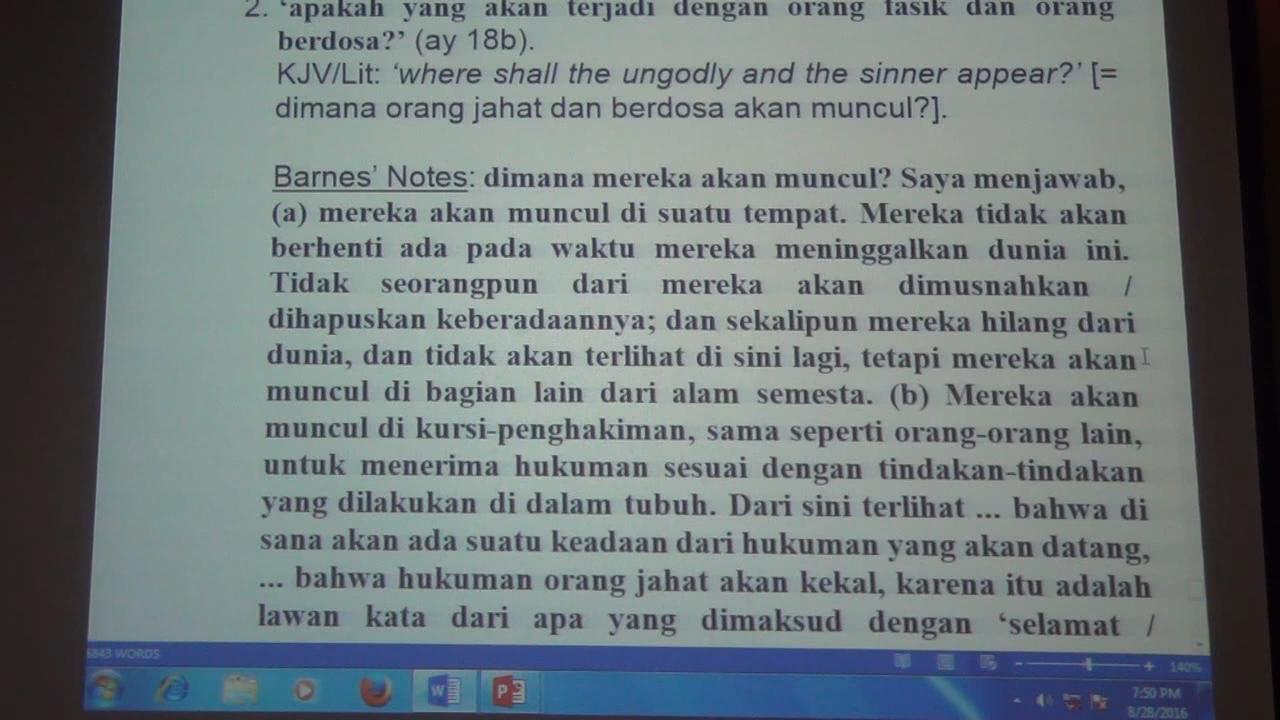 2. ‘apakah yang akan terjadi dengan orang fasik dan orang
berdosa?’ (ay 18b).
KJV/Lit: ‘where shall the ungodly and the sinner appear?’ [=
dimana orang jahat dan berdosa akan muncul?].
Barnes’ Notes: dimana mereka akan muncul? Saya menjawab,
(a) mereka akan muncul di suatu tempat. Mereka tidak akan
berhenti ada pada waktu mereka meninggalkan dunia ini.
Tidak seorangpun dari mereka akan dimusnahkan /
dihapuskan keberadaannya; dan sekalipun mereka hilang dari
dunia, dan tidak akan terlihat di sini lagi, tetapi mereka akan
muncul di bagian lain dari alam semesta. (b) Mereka akan
muncul di kursi-penghakiman, sama seperti orang-orang lain,
untuk menerima hukuman sesuai dengan tindakan-tindakan
yang dilakukan di dalam tubuh. Dari sini terlihat ... bahwa di
sana akan ada suatu keadaan dari hukuman yang akan datang,
... bahwa hukuman orang jahat akan kekal, karena itu adalah
lawan kata dari apa yang dimaksud dengan ‘selamat /
6843 WORDS
140%
7:50 PM
8/28/2016